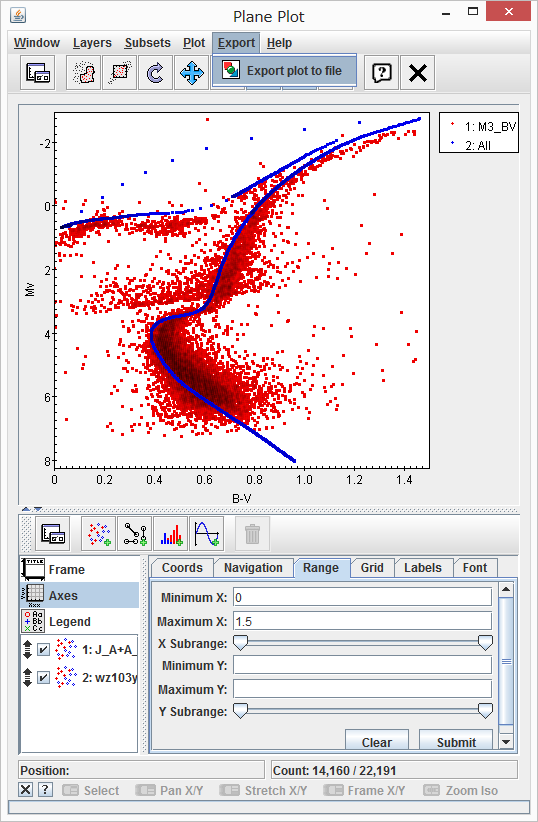 Plane Plot
Window Layers Subsets Plot Export Help
Export plot to file
-2
0
2
4
6
8
Mv
0 0.2 0.4 0.6 0.8 1.0 1.2 1.4
B-V
1: M3_BV
2: All
Frame
Axes
Legend
1: J_A+A_
2: wz103y
Coords Navigation Range Grid Labels Font
Minimum X: 0
Maximum X: 1.5
X Subrange:
Minimum Y:
Maximum Y:
Y Subrange:
Clear Submit
Position: Count: 14,160 / 22,191
Select Pan X/Y Stretch X/Y Frame X/Y Zoom Iso